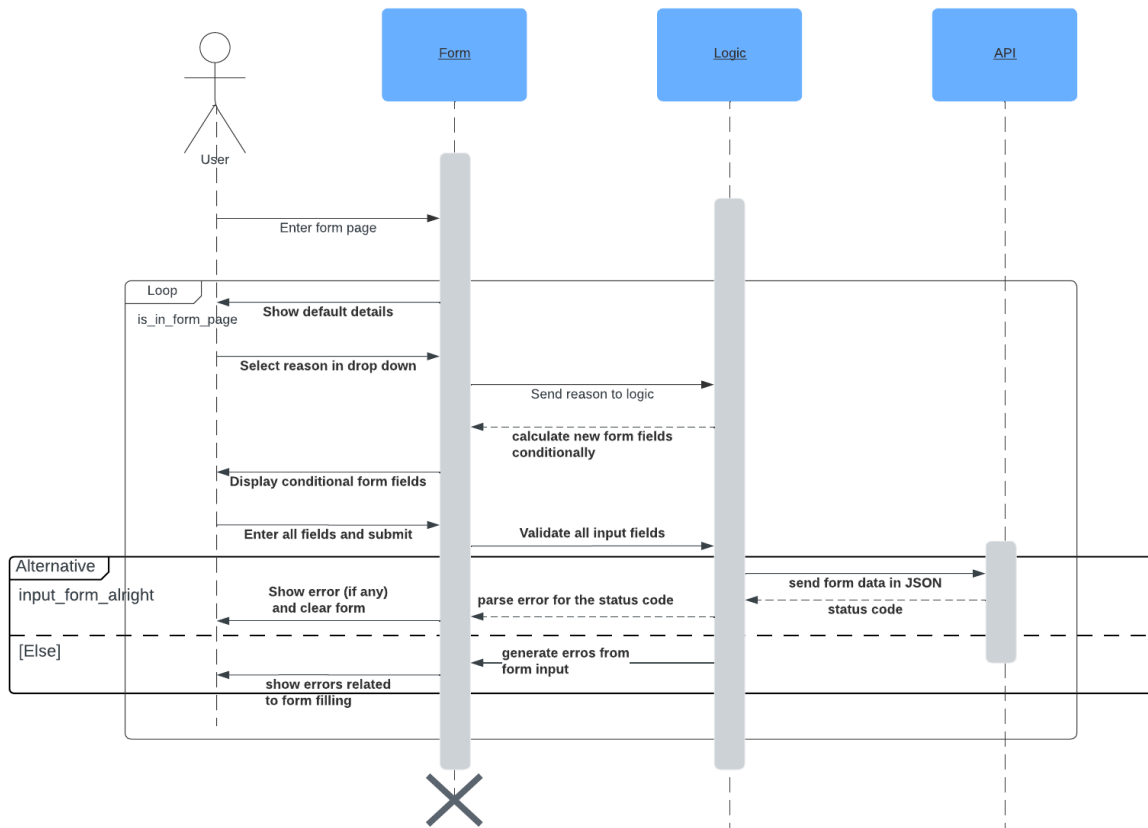 Form
Logic
API
User
Enter form page
Loop
is_in_form_page
Show default details
Select reason in drop down
Send reason to logic
calculate new form fields
conditionally
Display conditional form fields
Enter all fields and submit
Validate all input fields
Alternative
input_form_alright
send form data in JSON
status code
parse error for the status code
Show error (if any)
and clear form
[Else]
generate erros from
form input
show errors related
to form filling